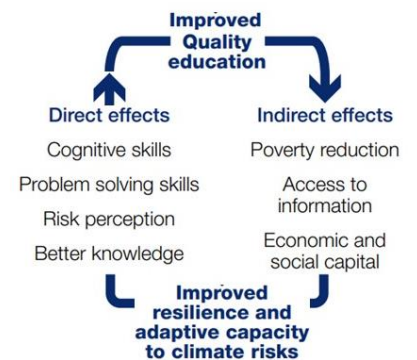 Improved
Quality
education
Direct effects
Cognitive skills
Problem solving skills
Risk perception
Better knowledge
Indirect effects
Poverty reduction
Access to
information
Economic and
social capital
Improved
resilience and
adaptive capacity
to climate risks